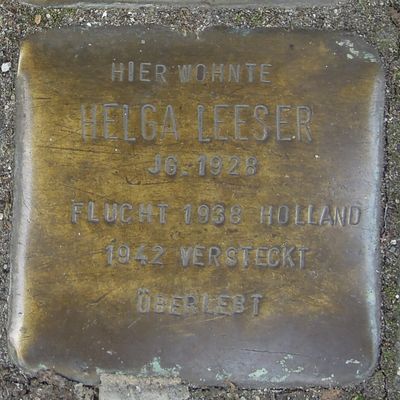 HIER WOHNTE
HELGA LEESER
JG. 1928
FLUCHT 1938 HOLLAND
1942 VERSTECKT
ÜBERLEBT